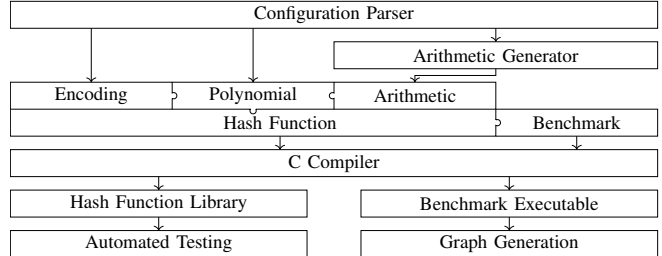 Configuration Parser
Arithmetic Generator
Encoding Polynomial Arithmetic
Hash Function Benchmark
C Compiler
Hash Function Library Benchmark Executable
Automated Testing Graph Generation